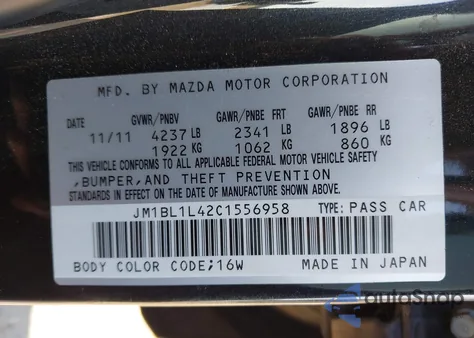 MFD. BY MAZDA MOTOR CORPORATION
DATE GVWR/PNBV GAWR/PNBE FRT GAWR/PNBE RR
11/11 4237 LB 2341 LB 1896 LB
1922 KG 1062 KG 860 KG
THIS VEHICLE CONFORMS TO ALL APPLICABLE FEDERAL MOTOR VEHICLE SAFETY
,BUMPER,AND THEFT PREVENTION
STANDARDS IN EFFECT ON THE DATE OF MANUFACTURE SHOWN ABOVE.
JM1BL1L42C1556958 TYPE: PASS CAR
BODY COLOR CODE;16W MADE IN JAPAN
autoSnap